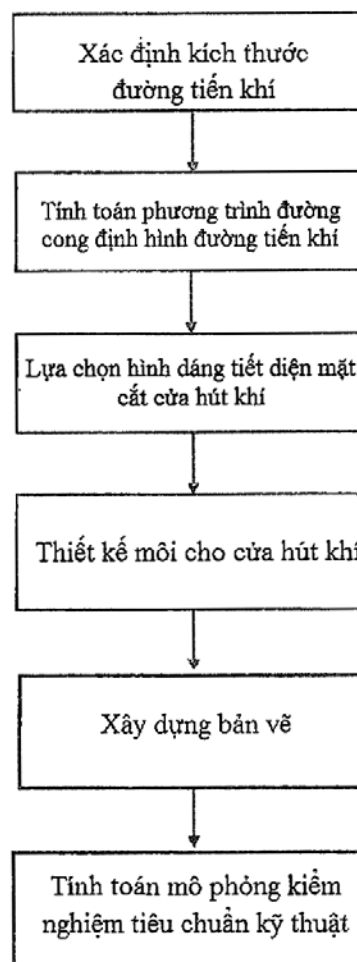 Xác định kích thước
đường tiến khí
Tính toán phương trình đường
cong định hình đường tiến khí
Lựa chọn hình dáng tiết diện mặt
cắt cửa hút khí
Thiết kế môi cho cửa hút khí
Xây dựng bản vẽ
Tính toán mô phỏng kiểm
nghiệm tiêu chuẩn kỹ thuật